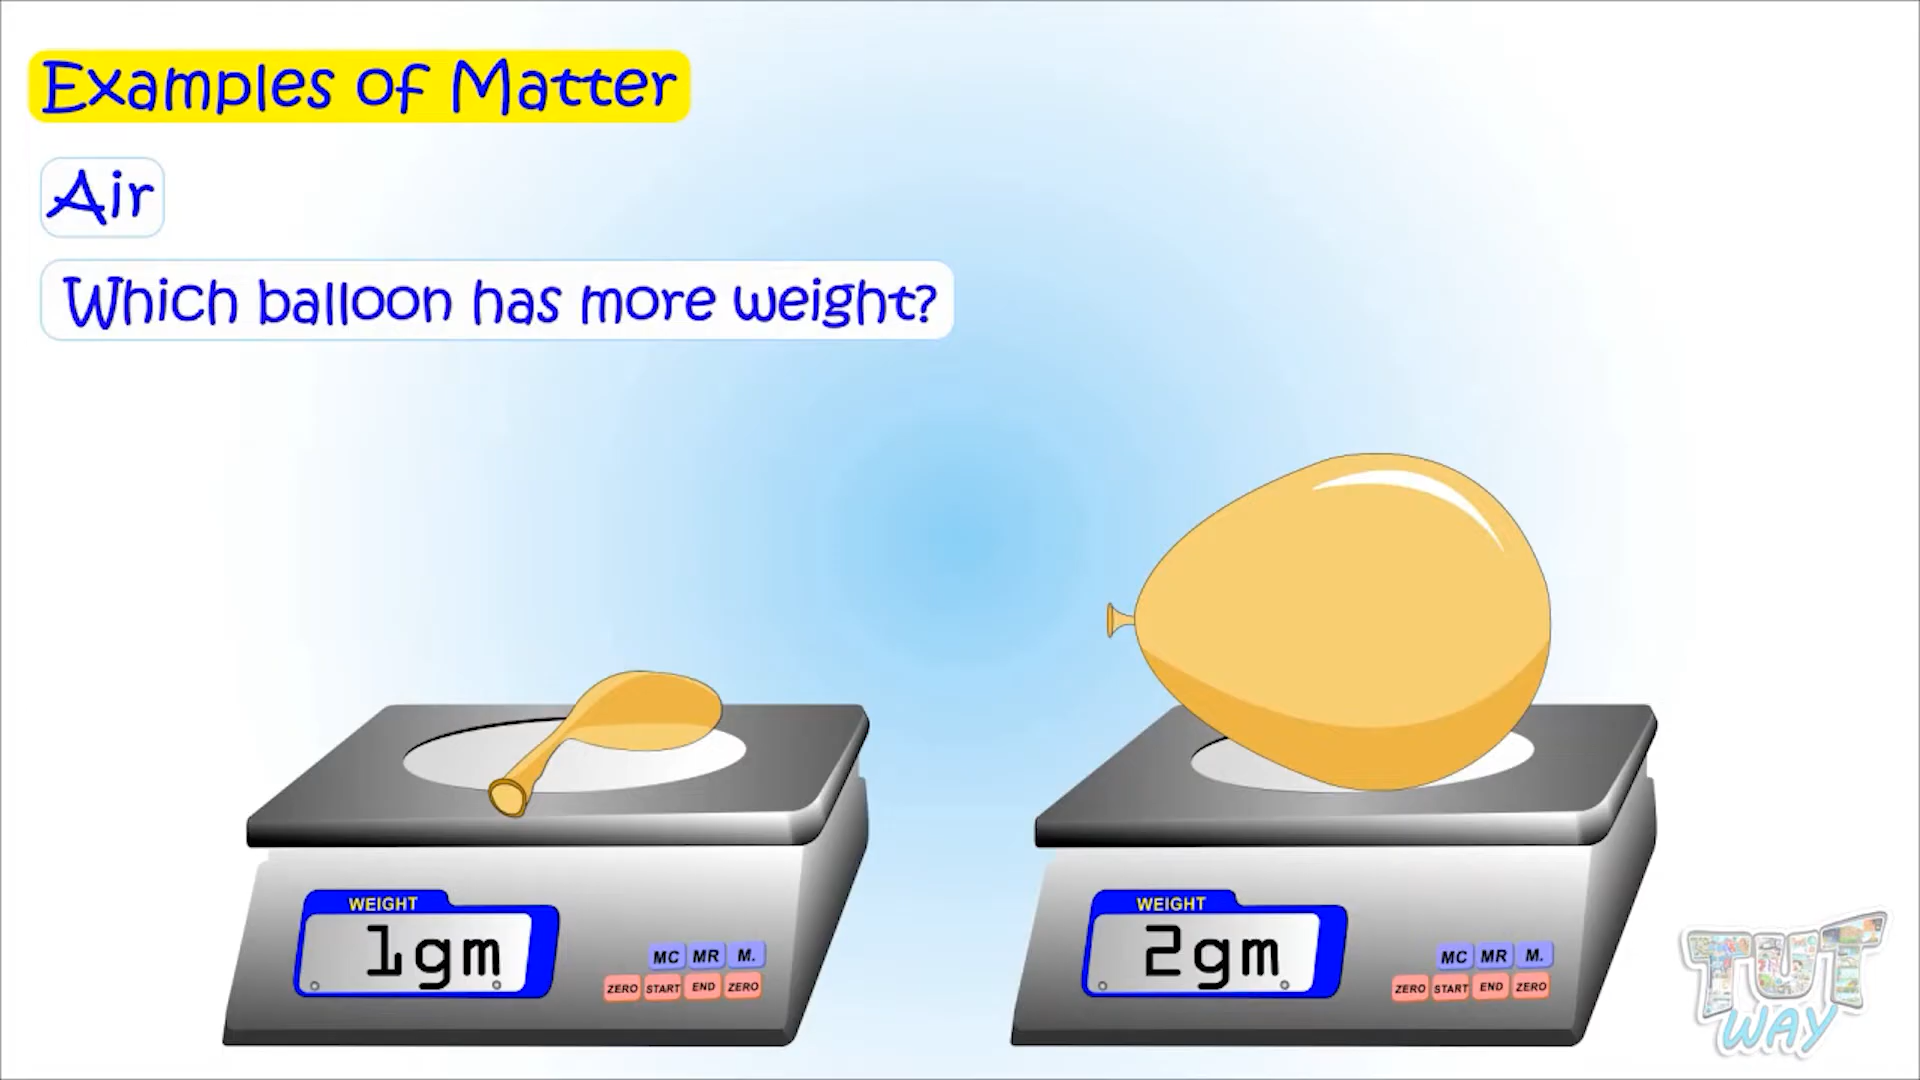 Examples of Matter
Air
Which balloon has more weight?
WEIGHT
1gm
MC MR M.
ZERO START END ZERO
WEIGHT
2gm
MC MR M.
ZERO START END ZERO
TUT
WAY